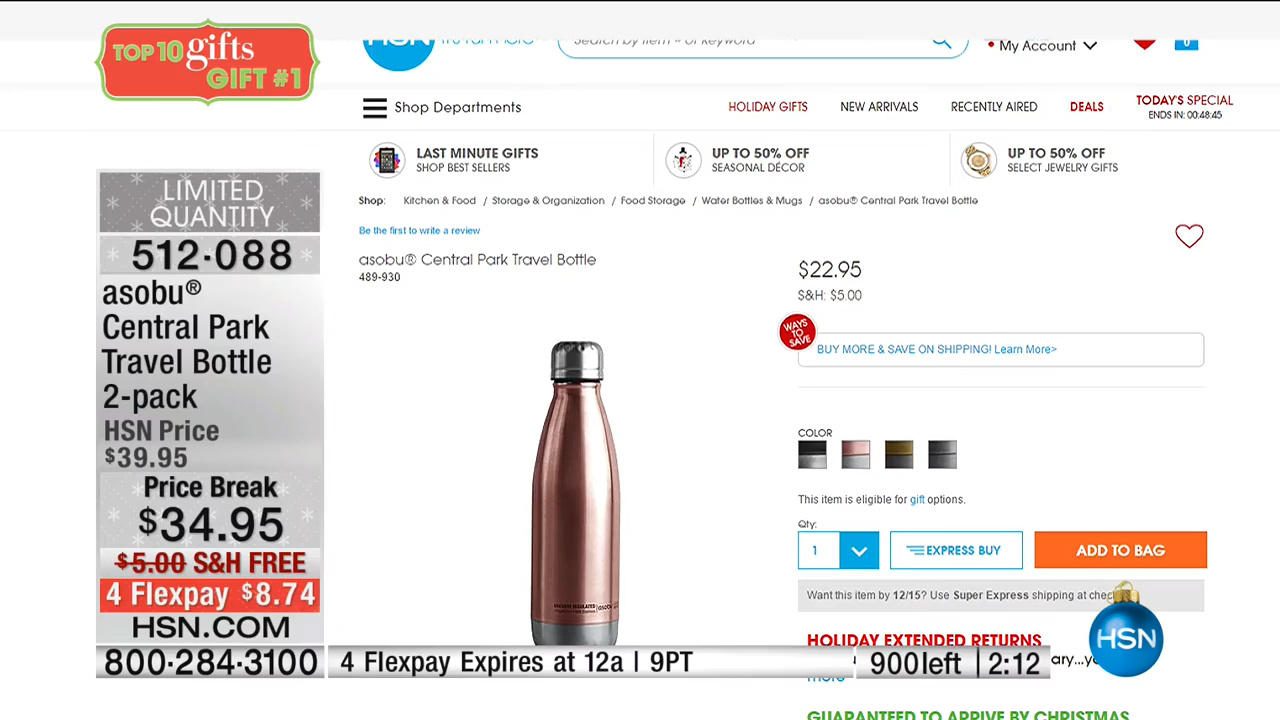 TOP 10 gifts
GIFT #1
LIMITED
QUANTITY
512·088
asobu®
Central Park
Travel Bottle
2-pack
HSN Price
$39.95
Price Break
$34.95
$5.00 S&H FREE
4 Flexpay $8.74
HSN.COM
800·284·3100
HSN
Search by item # or keyword
My Account
0
Shop Departments
HOLIDAY GIFTS
NEW ARRIVALS
RECENTLY AIRED
DEALS
TODAY'S SPECIAL
ENDS IN: 00:48:45
LAST MINUTE GIFTS
SHOP BEST SELLERS
UP TO 50% OFF
SEASONAL DÉCOR
UP TO 50% OFF
SELECT JEWELRY GIFTS
Shop: Kitchen & Food / Storage & Organization / Food Storage / Water Bottles & Mugs / asobu® Central Park Travel Bottle
Be the first to write a review
asobu® Central Park Travel Bottle
489-930
$22.95
S&H: $5.00
WAYS
TO
SAVE
BUY MORE & SAVE ON SHIPPING! Learn More>
COLOR
This item is eligible for gift options.
Qty:
1
EXPRESS BUY
ADD TO BAG
Want this item by 12/15? Use Super Express shipping at
HOLIDAY EXTENDED RETURNS
more
GUARANTEED TO ARRIVE BY CHRISTMAS
HSN
4 Flexpay Expires at 12a | 9PT
900left | 2:12